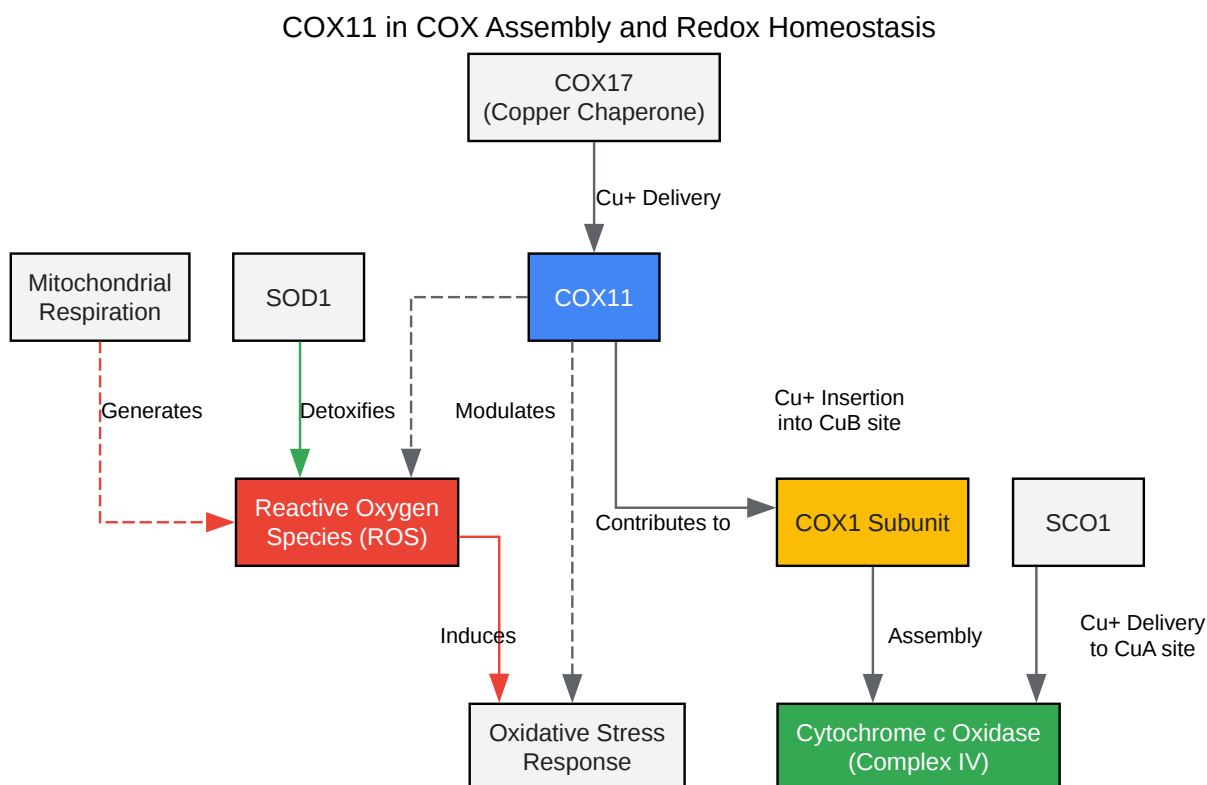 COX11 in COX Assembly and Redox Homeostasis
COX17
(Copper Chaperone)
Cu+ Delivery
Mitochondrial
Respiration
SOD1
COX11
Generates
Detoxifies
Modulates
Cu+ Insertion
into CuB site
Reactive Oxygen
Species (ROS)
Contributes to
COX1 Subunit
SCO1
Induces
Assembly
Cu+ Delivery
to CuA site
Oxidative Stress
Response
Cytochrome c Oxidase
(Complex IV)